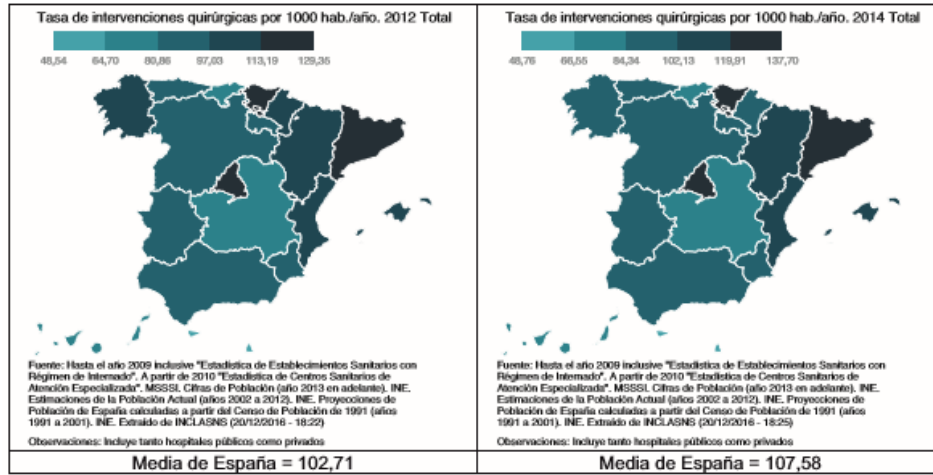 Tasa de intervenciones quirúrgicas por 1000 hab./año. 2012 Total
48,54 64,70 80,86 97,03 113,19 129,35
Fuente: Hasta el año 2009 inclusive "Estadística de Establecimientos Sanitarios con
Régimen de Internado". A partir de 2010 "Estadística de Centros Sanitarios de
Atención Especializada". MSSSI. Cifras de Población (año 2013 en adelante). INE.
Estimaciones de la Población Actual (años 2002 a 2012). INE. Proyecciones de
Población de España calculadas a partir del Censo de Población de 1991 (años
1991 a 2001). INE. Extraído de INCLASNS (20/12/2016 - 18:22)
Observaciones: Incluye tanto hospitales públicos como privados
Media de España = 102,71
Tasa de intervenciones quirúrgicas por 1000 hab./año. 2014 Total
48,76 66,55 84,34 102,13 119,91 137,70
Fuente: Hasta el año 2009 inclusive "Estadística de Establecimientos Sanitarios con
Régimen de Internado". A partir de 2010 "Estadística de Centros Sanitarios de
Atención Especializada". MSSSI. Cifras de Población (año 2013 en adelante). INE.
Estimaciones de la Población Actual (años 2002 a 2012). INE. Proyecciones de
Población de España calculadas a partir del Censo de Población de 1991 (años
1991 a 2001). INE. Extraído de INCLASNS (20/12/2016 - 18:25)
Observaciones: Incluye tanto hospitales públicos como privados
Media de España = 107,58